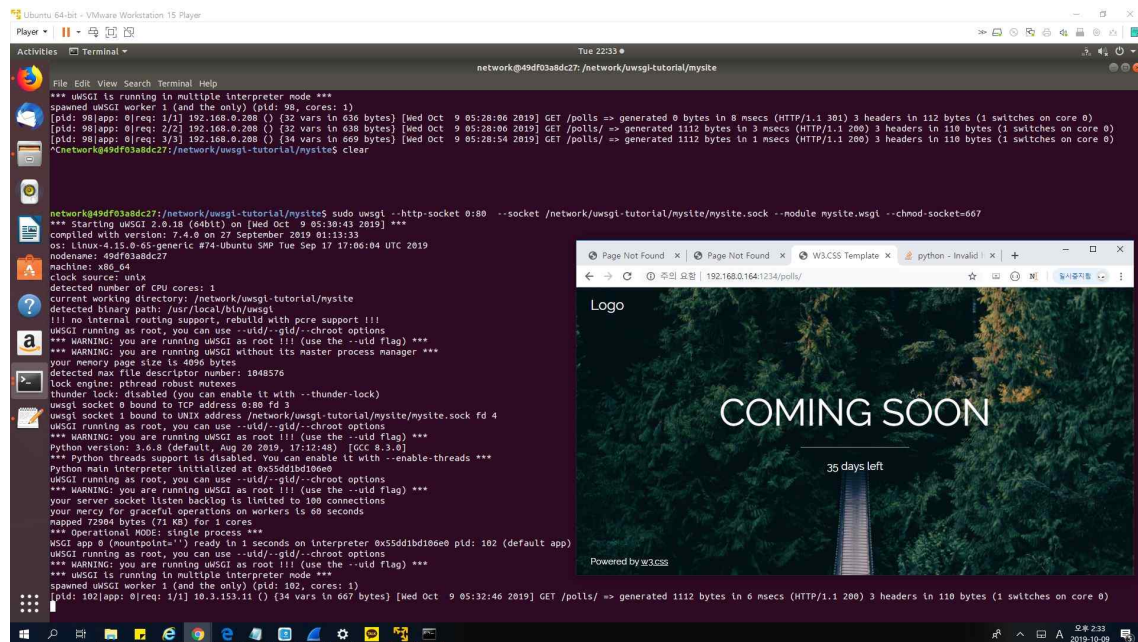 Ubuntu 64-bit - VMware Workstation 15 Player
Player
Activities Terminal Tue 22:33
network@49df03a8dc27: /network/uwsgi-tutorial/mysite
File Edit View Search Terminal Help
*** uWSGI is running in multiple interpreter mode ***
spawned uWSGI worker 1 (and the only) (pid: 98, cores: 1)
[pid: 98|app: 0|req: 1/1] 192.168.0.208 () {32 vars in 636 bytes} [Wed Oct  9 05:28:06 2019] GET /polls => generated 0 bytes in 8 msecs (HTTP/1.1 301) 3 headers in 112 bytes (1 switches on core 0)
[pid: 98|app: 0|req: 2/2] 192.168.0.208 () {32 vars in 638 bytes} [Wed Oct  9 05:28:06 2019] GET /polls/ => generated 1112 bytes in 3 msecs (HTTP/1.1 200) 3 headers in 110 bytes (1 switches on core 0)
[pid: 98|app: 0|req: 3/3] 192.168.0.208 () {34 vars in 669 bytes} [Wed Oct  9 05:28:54 2019] GET /polls/ => generated 1112 bytes in 1 msecs (HTTP/1.1 200) 3 headers in 110 bytes (1 switches on core 0)
^Cnetwork@49df03a8dc27:/network/uwsgi-tutorial/mysite$ clear
network@49df03a8dc27:/network/uwsgi-tutorial/mysite$ sudo uwsgi --http-socket 0:80  --socket /network/uwsgi-tutorial/mysite/mysite.sock --module mysite.wsgi --chmod-socket=667
*** Starting uWSGI 2.0.18 (64bit) on [Wed Oct  9 05:30:43 2019] ***
compiled with version: 7.4.0 on 27 September 2019 01:13:33
os: Linux-4.15.0-65-generic #74-Ubuntu SMP Tue Sep 17 17:06:04 UTC 2019
nodename: 49df03a8dc27
machine: x86_64
clock source: unix
detected number of CPU cores: 1
current working directory: /network/uwsgi-tutorial/mysite
detected binary path: /usr/local/bin/uwsgi
!!! no internal routing support, rebuild with pcre support !!!
uWSGI running as root, you can use --uid/--gid/--chroot options
*** WARNING: you are running uWSGI as root !!! (use the --uid flag) ***
*** WARNING: you are running uWSGI without its master process manager ***
your memory page size is 4096 bytes
detected max file descriptor number: 1048576
lock engine: pthread robust mutexes
thunder lock: disabled (you can enable it with --thunder-lock)
uwsgi socket 0 bound to TCP address 0:80 fd 3
uwsgi socket 1 bound to UNIX address /network/uwsgi-tutorial/mysite/mysite.sock fd 4
uWSGI running as root, you can use --uid/--gid/--chroot options
*** WARNING: you are running uWSGI as root !!! (use the --uid flag) ***
Python version: 3.6.8 (default, Aug 20 2019, 17:12:48)  [GCC 8.3.0]
*** Python threads support is disabled. You can enable it with --enable-threads ***
Python main interpreter initialized at 0x55dd1bd106e0
uWSGI running as root, you can use --uid/--gid/--chroot options
*** WARNING: you are running uWSGI as root !!! (use the --uid flag) ***
your server socket listen backlog is limited to 100 connections
your mercy for graceful operations on workers is 60 seconds
mapped 72904 bytes (71 KB) for 1 cores
*** Operational MODE: single process ***
WSGI app 0 (mountpoint='') ready in 1 seconds on interpreter 0x55dd1bd106e0 pid: 102 (default app)
uWSGI running as root, you can use --uid/--gid/--chroot options
*** WARNING: you are running uWSGI as root !!! (use the --uid flag) ***
*** uWSGI is running in multiple interpreter mode ***
spawned uWSGI worker 1 (and the only) (pid: 102, cores: 1)
[pid: 102|app: 0|req: 1/1] 10.3.153.11 () {34 vars in 667 bytes} [Wed Oct  9 05:32:46 2019] GET /polls/ => generated 1112 bytes in 6 msecs (HTTP/1.1 200) 3 headers in 110 bytes (1 switches on core 0)
Page Not Found Page Not Found W3.CSS Template python - Invalid
주의 요함 192.168.0.164:1234/polls/ 일시중지됨
Logo
COMING SOON
35 days left
Powered by w3.css
A 오후 2:33
2019-10-09